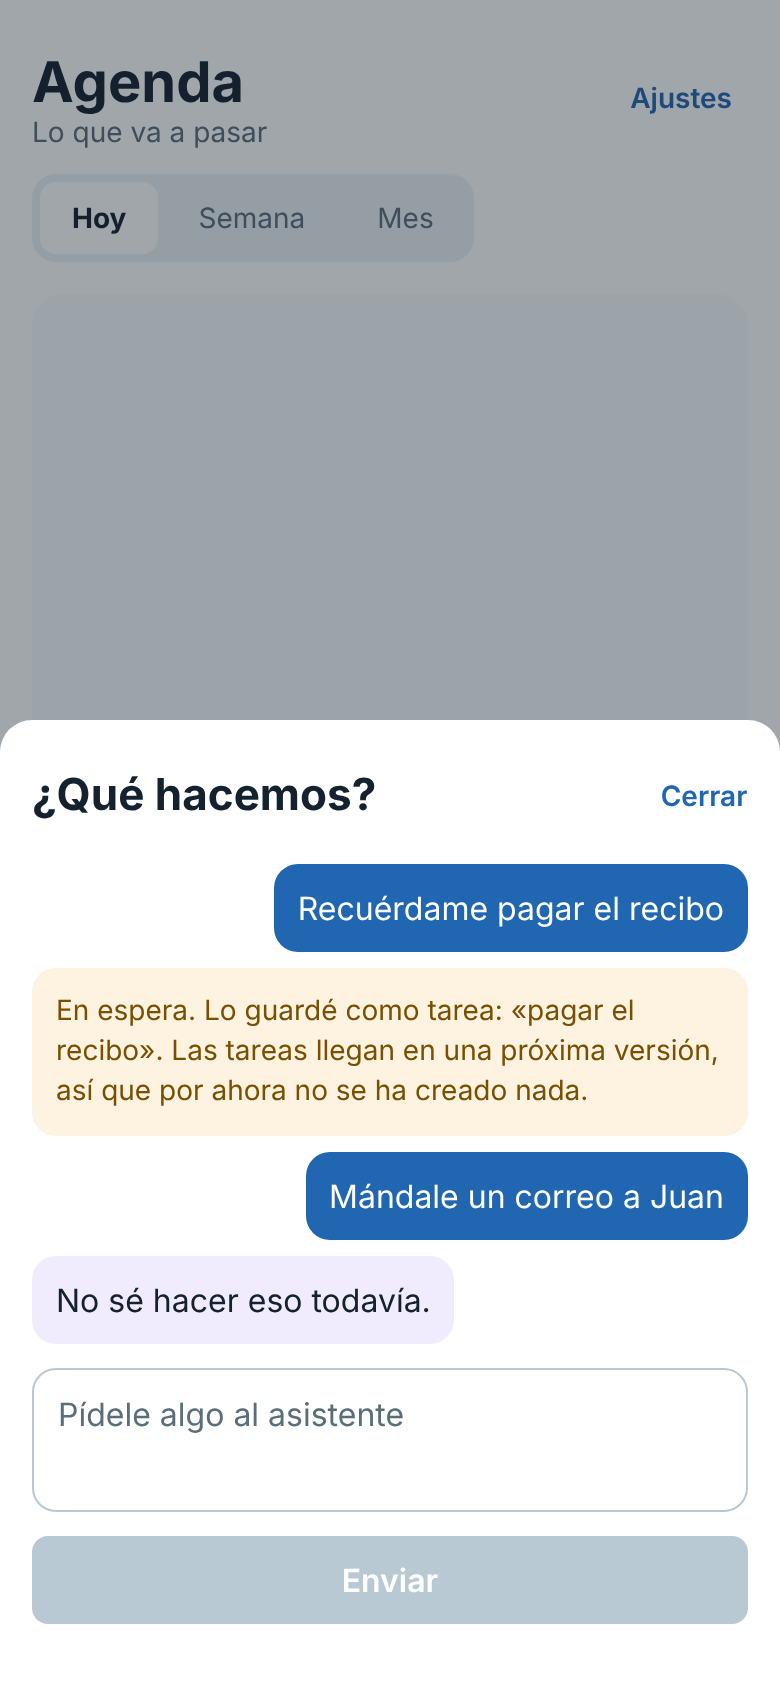 Agenda
Ajustes
Lo que va a pasar
Hoy
Semana
Mes
¿Qué hacemos?
Cerrar
Recuérdame pagar el recibo
En espera. Lo guardé como tarea: «pagar el
recibo». Las tareas llegan en una próxima versión,
así que por ahora no se ha creado nada.
Mándale un correo a Juan
No sé hacer eso todavía.
Pídele algo al asistente
Enviar